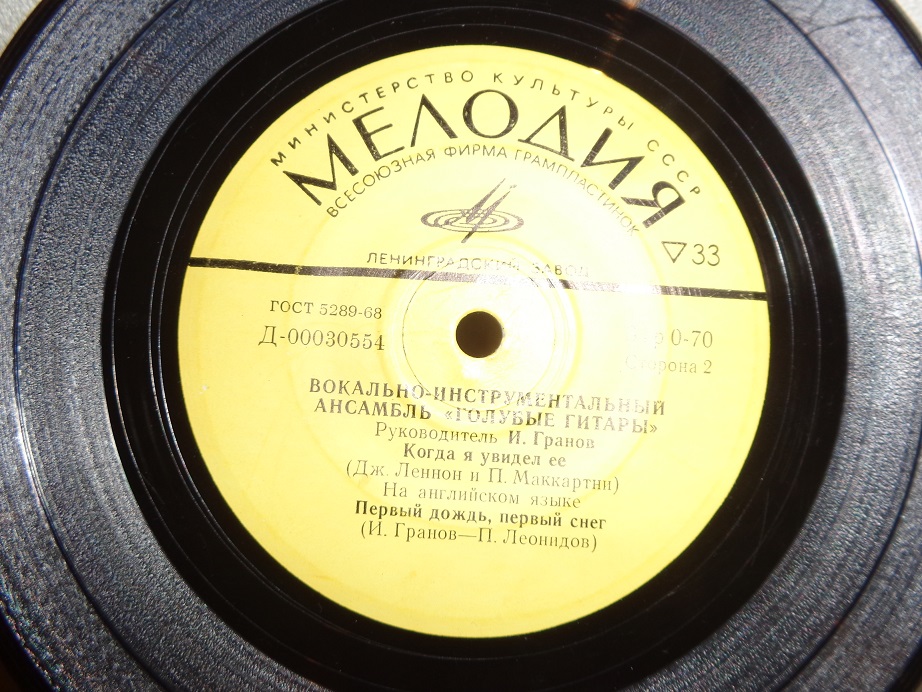 МИНИСТЕРСТВО КУЛЬТУРЫ СССР
МЕЛОДИЯ
ВСЕСОЮЗНАЯ ФИРМА ГРАМПЛАСТИНОК
ЛЕНИНГРАДСКИЙ ЗАВОД
▽33
ГОСТ 5289-68
Д-00030554
0-70
Сторона 2
ВОКАЛЬНО-ИНСТРУМЕНТАЛЬНЫЙ
АНСАМБЛЬ «ГОЛУБЫЕ ГИТАРЫ»
Руководитель И. Гранов
Когда я увидел ее
(Дж. Леннон и П. Маккартни)
На английском языке
Первый дождь, первый снег
(И. Гранов—П. Леонидов)